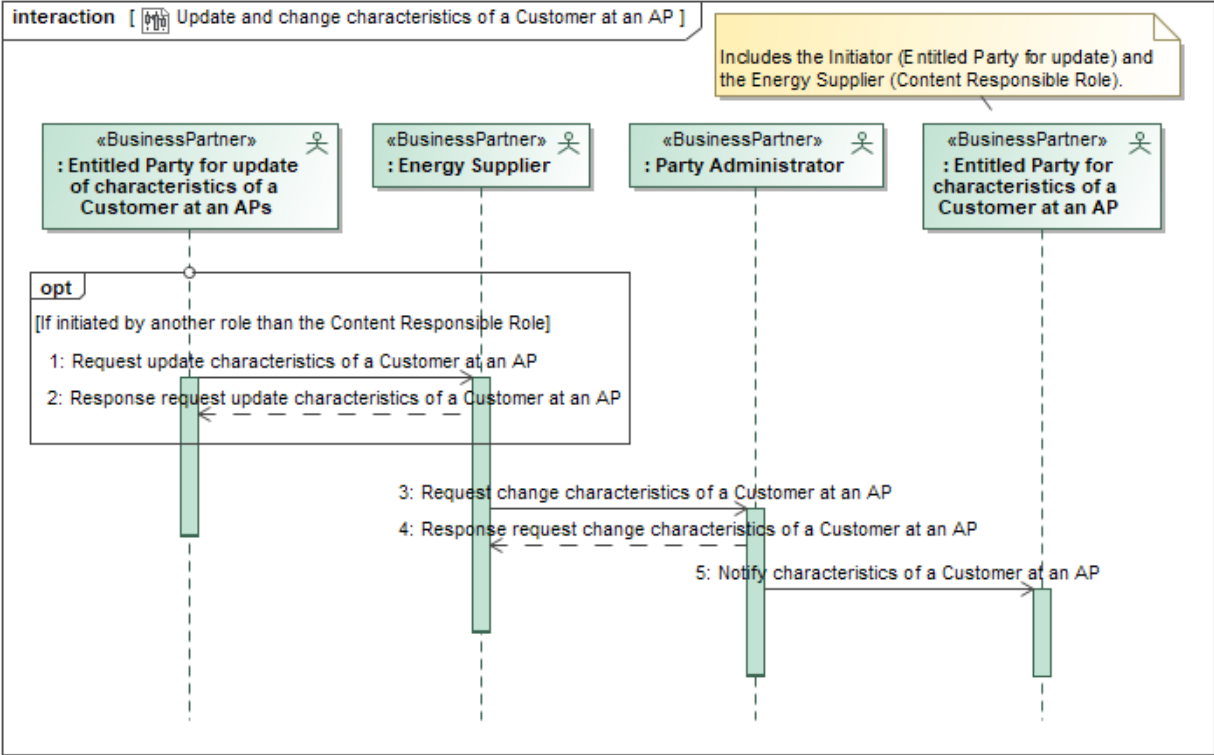 interaction [ Update and change characteristics of a Customer at an AP ]
Includes the Initiator (Entitled Party for update) and
the Energy Supplier (Content Responsible Role).
«BusinessPartner»
: Entitled Party for update
of characteristics of a
Customer at an APs
«BusinessPartner»
: Energy Supplier
«BusinessPartner»
: Party Administrator
«BusinessPartner»
: Entitled Party for
characteristics of a
Customer at an AP
opt
[If initiated by another role than the Content Responsible Role]
1: Request update characteristics of a Customer at an AP
2: Response request update characteristics of a Customer at an AP
3: Request change characteristics of a Customer at an AP
4: Response request change characteristics of a Customer at an AP
5: Notify characteristics of a Customer at an AP